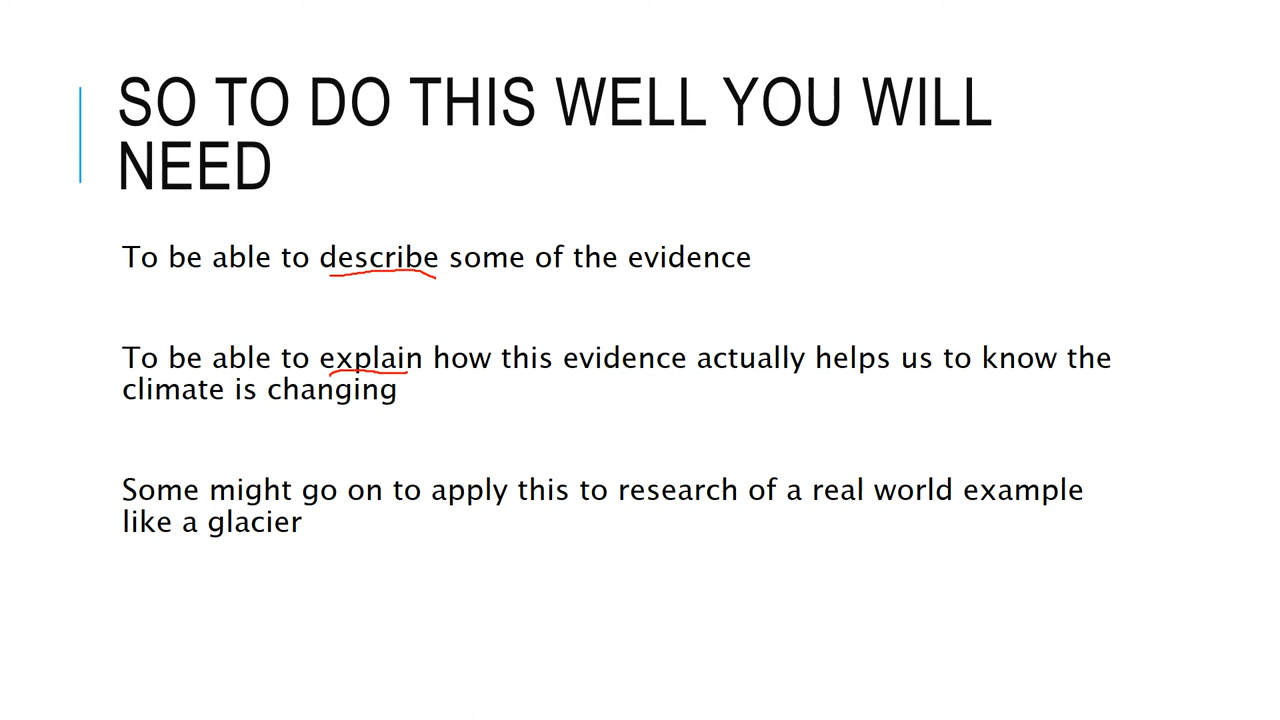 SO TO DO THIS WELL YOU WILL
NEED
To be able to describe some of the evidence
To be able to explain how this evidence actually helps us to know the
climate is changing
Some might go on to apply this to research of a real world example
like a glacier